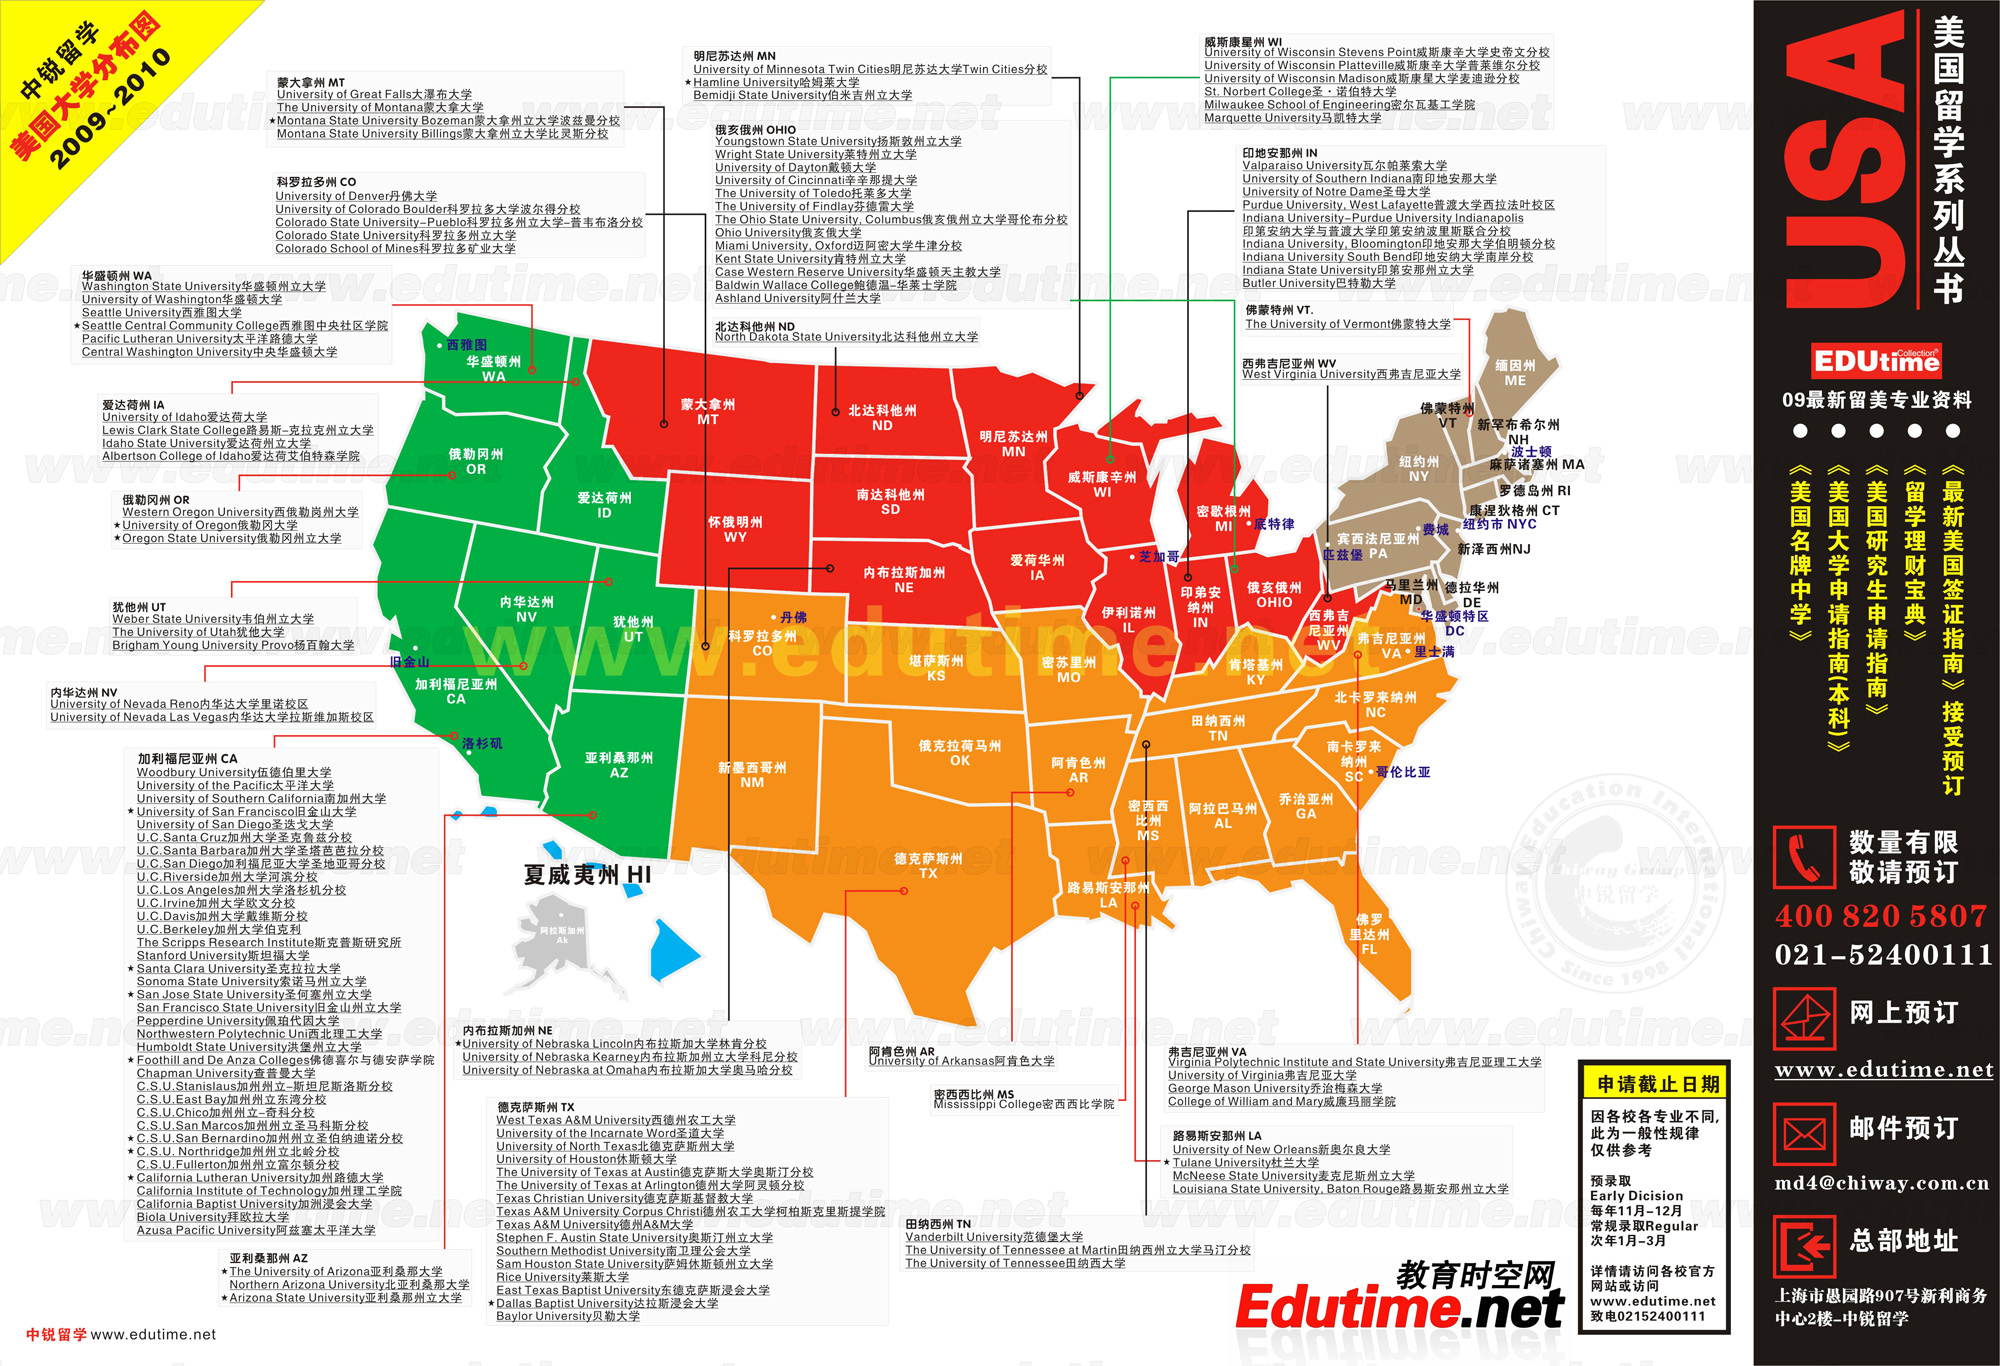 中锐留学
美国大学分布图
2009~2010
蒙大拿州 MT
University of Great Falls大瀑布大学
The University of Montana蒙大拿大学
★Montana State University Bozeman蒙大拿州立大学波兹曼分校
Montana State University Billings蒙大拿州立大学比灵斯分校
科罗拉多州 CO
University of Denver丹佛大学
University of Colorado Boulder科罗拉多大学波尔得分校
Colorado State University-Pueblo科罗拉多州立大学-普韦布洛分校
Colorado State University科罗拉多州立大学
Colorado School of Mines科罗拉多矿业大学
华盛顿州 WA
Washington State University华盛顿州立大学
University of Washington华盛顿大学
Seattle University西雅图大学
★Seattle Central Community College西雅图中央社区学院
Pacific Lutheran University太平洋路德大学
Central Washington University中央华盛顿大学
爱达荷州 IA
University of Idaho爱达荷大学
Lewis Clark State College路易斯-克拉克州立大学
Idaho State University爱达荷州立大学
Albertson College of Idaho爱达荷艾伯特森学院
俄勒冈州 OR
Western Oregon University西俄勒岗州大学
★University of Oregon俄勒冈大学
★Oregon State University俄勒冈州立大学
犹他州 UT
Weber State University韦伯州立大学
The University of Utah犹他大学
Brigham Young University Provo杨百翰大学
内华达州 NV
University of Nevada Reno内华达大学里诺校区
University of Nevada Las Vegas内华达大学拉斯维加斯校区
加利福尼亚州 CA
Woodbury University伍德伯里大学
University of the Pacific太平洋大学
University of Southern California南加州大学
★University of San Francisco旧金山大学
University of San Diego圣迭戈大学
U.C.Santa Cruz加州大学圣克鲁兹分校
U.C.Santa Barbara加州大学圣塔芭芭拉分校
U.C.San Diego加利福尼亚大学圣地亚哥分校
U.C.Riverside加州大学河滨分校
U.C.Los Angeles加州大学洛杉机分校
U.C.Irvine加州大学欧文分校
U.C.Davis加州大学戴维斯分校
U.C.Berkeley加州大学伯克利
The Scripps Research Institute斯克普斯研究所
Stanford University斯坦福大学
★Santa Clara University圣克拉拉大学
Sonoma State University索诺马州立大学
★San Jose State University圣何塞州立大学
San Francisco State University旧金山州立大学
Pepperdine University佩珀代因大学
Northwestern Polytechnic Uni西北理工大学
Humboldt State University洪堡州立大学
★Foothill and De Anza Colleges佛德喜尔与德安萨学院
Chapman University查普曼大学
C.S.U.Stanislaus加州州立-斯坦尼斯洛斯分校
C.S.U.East Bay加州州立东湾分校
C.S.U.Chico加州州立-奇科分校
C.S.U.San Marcos加州州立圣马科斯分校
★C.S.U.San Bernardino加州州立圣伯纳迪诺分校
★C.S.U. Northridge加州州立北岭分校
C.S.U.Fullerton加州州立富尔顿分校
★California Lutheran University加州路德大学
California Institute of Technology加州理工学院
California Baptist University加洲浸会大学
Biola University拜欧拉大学
Azusa Pacific University阿兹塞太平洋大学
亚利桑那州 AZ
★The University of Arizona亚利桑那大学
Northern Arizona University北亚利桑那大学
★Arizona State University亚利桑那州立大学
中锐留学 www.edutime.net
明尼苏达州 MN
University of Minnesota Twin Cities明尼苏达大学Twin Cities分校
★Hamline University哈姆莱大学
Bemidji State University伯米吉州立大学
俄亥俄州 OHIO
Youngstown State University扬斯敦州立大学
Wright State University莱特州立大学
University of Dayton戴顿大学
University of Cincinnati辛辛那提大学
The University of Toledo托莱多大学
The University of Findlay芬德雷大学
The Ohio State University, Columbus俄亥俄州立大学哥伦布分校
Ohio University俄亥俄大学
Miami University, Oxford迈阿密大学牛津分校
Kent State University肯特州立大学
Case Western Reserve University华盛顿天主教大学
Baldwin Wallace College鲍德温-华莱士学院
Ashland University阿什兰大学
北达科他州 ND
North Dakota State University北达科他州立大学
威斯康星州 WI
University of Wisconsin Stevens Point威斯康辛大学史帝文分校
University of Wisconsin Platteville威斯康辛大学普莱维尔分校
University of Wisconsin Madison威斯康星大学麦迪逊分校
St. Norbert College圣·诺伯特大学
Milwaukee School of Engineering密尔瓦基工学院
Marquette University马凯特大学
印地安那州 IN
Valparaiso University瓦尔帕莱索大学
University of Southern Indiana南印地安那大学
University of Notre Dame圣母大学
Purdue University, West Lafayette普渡大学西拉法叶校区
Indiana University-Purdue University Indianapolis
印第安纳大学与普渡大学印第安纳波里斯联合分校
Indiana University, Bloomington印地安那大学伯明顿分校
Indiana University South Bend印地安纳大学南岸分校
Indiana State University印第安那州立大学
Butler University巴特勒大学
佛蒙特州 VT.
The University of Vermont佛蒙特大学
西弗吉尼亚州 WV
West Virginia University西弗吉尼亚大学
西雅图
华盛顿州
WA
俄勒冈州
OR
爱达荷州
ID
蒙大拿州
MT
怀俄明州
WY
内华达州
NV
犹他州
UT
旧金山
加利福尼亚州
CA
洛杉矶
亚利桑那州
AZ
丹佛
科罗拉多州
CO
新墨西哥州
NM
北达科他州
ND
南达科他州
SD
内布拉斯加州
NE
堪萨斯州
KS
俄克拉荷马州
OK
德克萨斯州
TX
明尼苏达州
MN
爱荷华州
IA
密苏里州
MO
阿肯色州
AR
路易斯安那州
LA
威斯康辛州
WI
芝加哥
伊利诺州
IL
密歇根州
MI
底特律
印弟安
纳州
IN
俄亥俄州
OHIO
西弗吉
尼亚州
WV
肯塔基州
KY
田纳西州
TN
密西西
比州
MS
阿拉巴马州
AL
乔治亚州
GA
佛罗
里达州
FL
南卡罗来
纳州
SC
哥伦比亚
北卡罗来纳州
NC
弗吉尼亚州
VA
里士满
马里兰州
MD
德拉华州
DE
华盛顿特区
DC
宾西法尼亚州
PA
匹兹堡
费城
新泽西州NJ
纽约州
NY
纽约市 NYC
康涅狄格州 CT
罗德岛州 RI
麻萨诸塞州 MA
波士顿
新罕布希尔州
NH
佛蒙特州
VT
缅因州
ME
夏威夷州 HI
阿拉斯加州
Ak
内布拉斯加州 NE
★University of Nebraska Lincoln内布拉斯加大学林肯分校
University of Nebraska Kearney内布拉斯加州立大学科尼分校
University of Nebraska at Omaha内布拉斯加大学奥马哈分校
德克萨斯州 TX
West Texas A&M University西德州农工大学
University of the Incarnate Word圣道大学
University of North Texas北德克萨斯州大学
University of Houston休斯顿大学
The University of Texas at Austin德克萨斯大学奥斯汀分校
The University of Texas at Arlington德州大学阿灵顿分校
Texas Christian University德克萨斯基督教大学
Texas A&M University Corpus Christi德州农工大学柯柏斯克里斯提学院
Texas A&M University德州A&M大学
Stephen F. Austin State University奥斯汀州立大学
Southern Methodist University南卫理公会大学
Sam Houston State University萨姆休斯顿州立大学
Rice University莱斯大学
East Texas Baptist University东德克萨斯浸会大学
★Dallas Baptist University达拉斯浸会大学
Baylor University贝勒大学
阿肯色州 AR
University of Arkansas阿肯色大学
密西西比州 MS
Mississippi College密西西比学院
田纳西州 TN
Vanderbilt University范德堡大学
The University of Tennessee at Martin田纳西州立大学马汀分校
The University of Tennessee田纳西大学
弗吉尼亚州 VA
Virginia Polytechnic Institute and State University弗吉尼亚理工大学
University of Virginia弗吉尼亚大学
George Mason University乔治梅森大学
College of William and Mary威廉玛丽学院
路易斯安那州 LA
University of New Orleans新奥尔良大学
★Tulane University杜兰大学
McNeese State University麦克尼斯州立大学
Louisiana State University, Baton Rouge路易斯安那州立大学
教育时空网
Edutime.net
申请截止日期
因各校各专业不同,
此为一般性规律
仅供参考
预录取
Early Dicision
每年11月-12月
常规录取Regular
次年1月-3月
详情请访问各校官方
网站或访问
www.edutime.net
致电02152400111
www.edutime.net
Chiway Education International
Chiway Group
中锐留学
Since 1998
USA
美国留学系列丛书
EDUtime
Collection
09最新留美专业资料
《最新美国签证指南》接受预订
《留学理财宝典》
《美国研究生申请指南》
《美国大学申请指南(本科)》
《美国名牌中学》
数量有限
敬请预订
400 820 5807
021-52400111
网上预订
www.edutime.net
邮件预订
md4@chiway.com.cn
总部地址
上海市愚园路907号新利商务
中心2楼-中锐留学